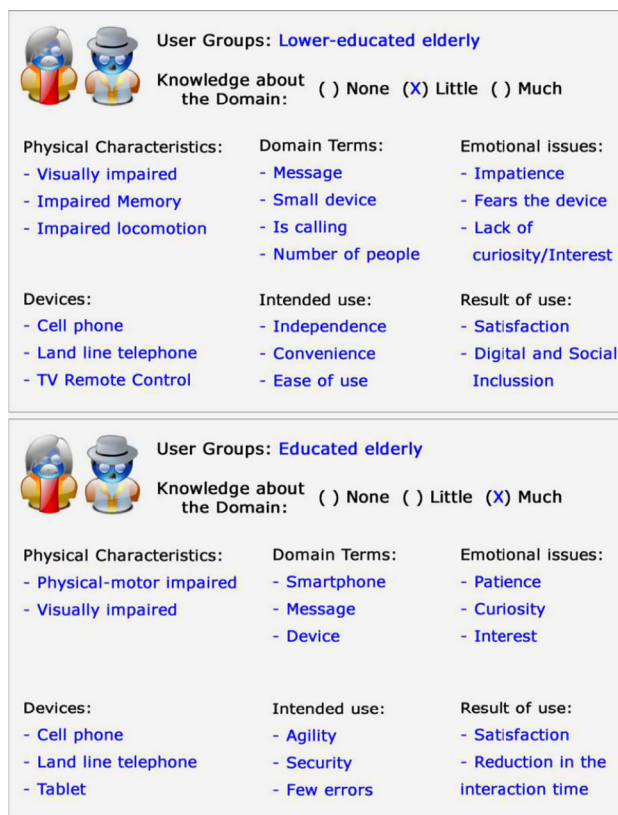 User Groups: Lower-educated elderly
Knowledge about
the Domain:
( ) None (X) Little ( ) Much
Physical Characteristics:
- Visually impaired
- Impaired Memory
- Impaired locomotion
Domain Terms:
- Message
- Small device
- Is calling
- Number of people
Emotional issues:
- Impatience
- Fears the device
- Lack of
curiosity/Interest
Devices:
- Cell phone
- Land line telephone
- TV Remote Control
Intended use:
- Independence
- Convenience
- Ease of use
Result of use:
- Satisfaction
- Digital and Social
Inclussion
User Groups: Educated elderly
Knowledge about
the Domain:
( ) None ( ) Little (X) Much
Physical Characteristics:
- Physical-motor impaired
- Visually impaired
Domain Terms:
- Smartphone
- Message
- Device
Emotional issues:
- Patience
- Curiosity
- Interest
Devices:
- Cell phone
- Land line telephone
- Tablet
Intended use:
- Agility
- Security
- Few errors
Result of use:
- Satisfaction
- Reduction in the
interaction time